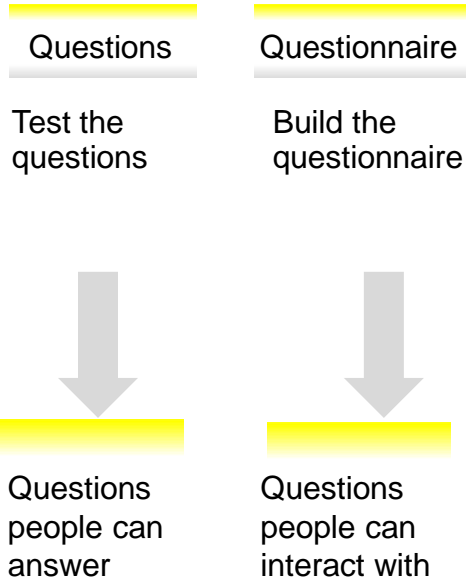 Questions
Test the
questions
Questions
people can
answer
Questionnaire
Build the
questionnaire
Questions
people can
interact with